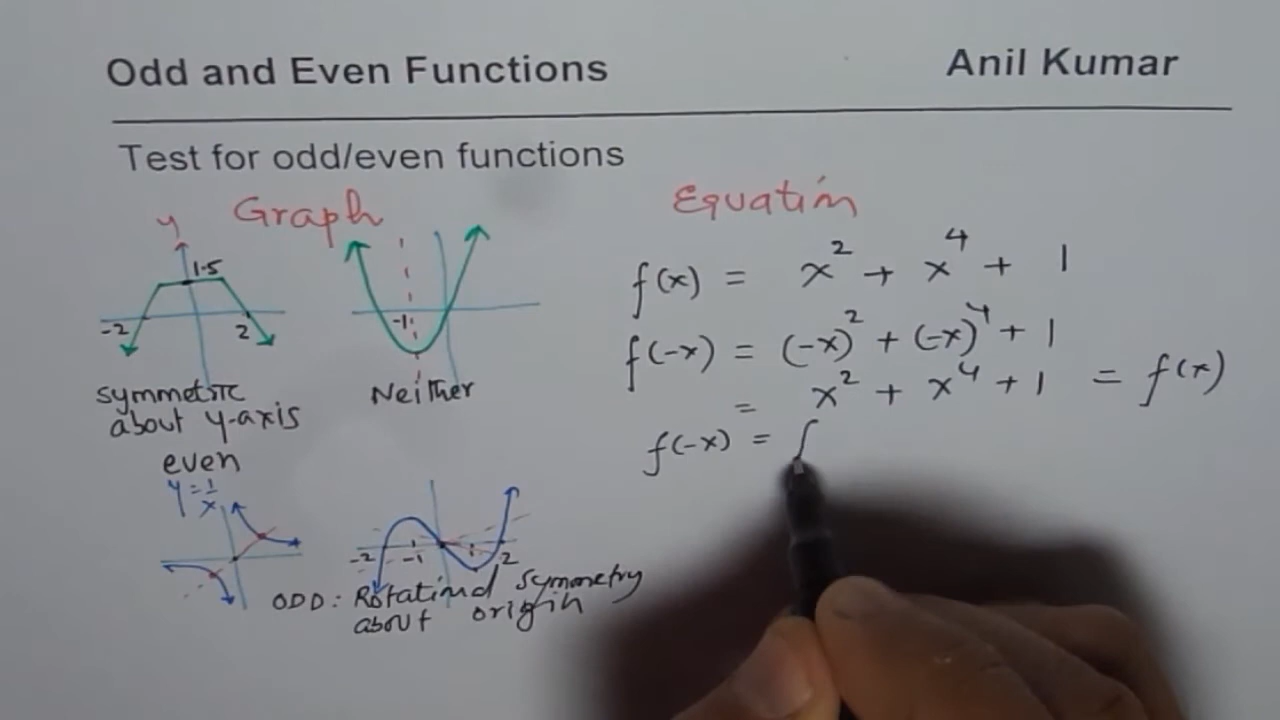 Odd and Even Functions Anil Kumar
Test for odd/even functions
Graph
Equation
y
1.5
-2
2
symmetric
about y-axis
even
-1
Neither
y = 1/x
-2
-1
2
ODD: Rotational symmetry
about origin
f(x) = x² + x⁴ + 1
f(-x) = (-x)² + (-x)⁴ + 1
= x² + x⁴ + 1 = f(x)
f(-x) = f